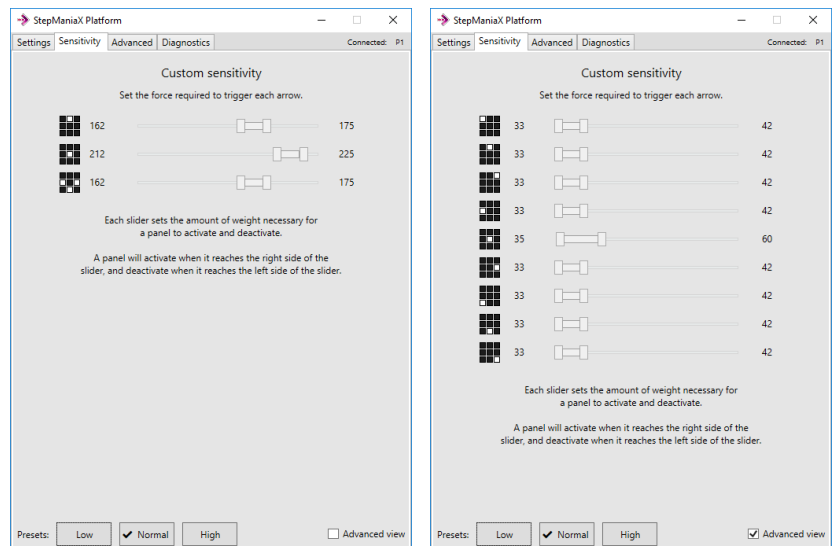 StepManiaX Platform
Settings Sensitivity Advanced Diagnostics Connected: P1
Custom sensitivity
Set the force required to trigger each arrow.
162 175
212 225
162 175
Each slider sets the amount of weight necessary for
a panel to activate and deactivate.
A panel will activate when it reaches the right side of the
slider, and deactivate when it reaches the left side of the slider.
Presets: Low Normal High Advanced view
StepManiaX Platform
Settings Sensitivity Advanced Diagnostics Connected: P1
Custom sensitivity
Set the force required to trigger each arrow.
33 42
33 42
33 42
33 42
35 60
33 42
33 42
33 42
33 42
Each slider sets the amount of weight necessary for
a panel to activate and deactivate.
A panel will activate when it reaches the right side of the
slider, and deactivate when it reaches the left side of the slider.
Presets: Low Normal High Advanced view